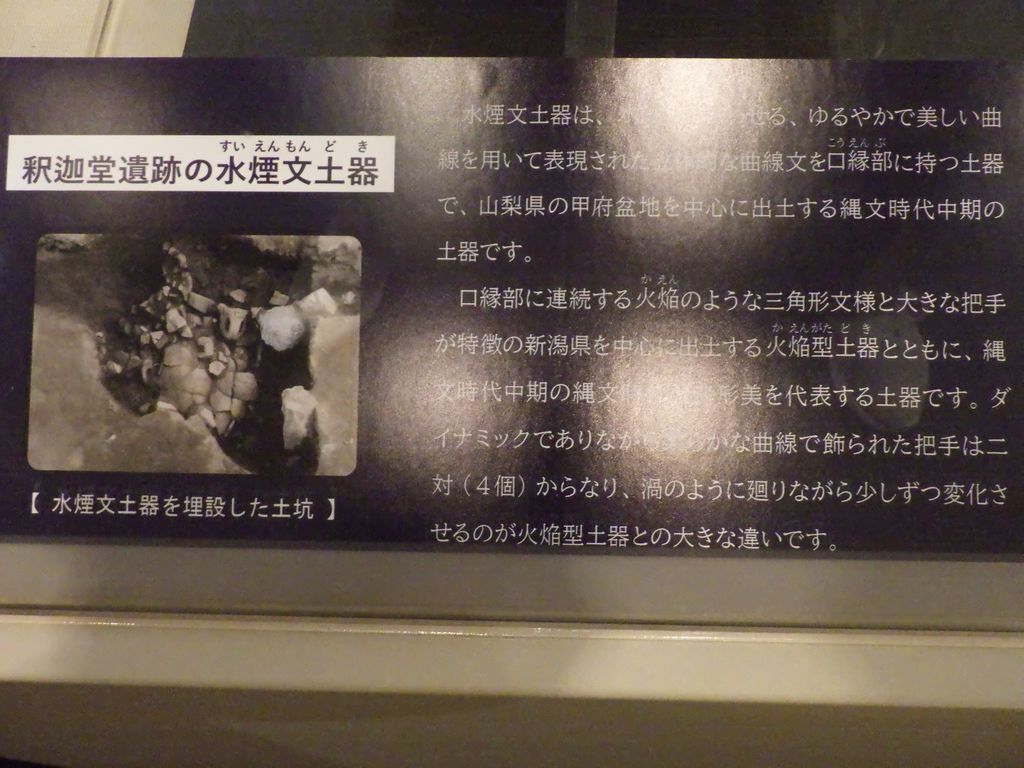 すいえんもんどき
釈迦堂遺跡の水煙文土器
【 水煙文土器を埋設した土坑 】
水煙文土器は、せる、ゆるやかで美しい曲
こうえんぶ
線を用いて表現された曲線文を口縁部に持つ土器
で、山梨県の甲府盆地を中心に出土する縄文時代中期の
土器です。
かえん
口縁部に連続する火焔のような三角形文様と大きな把手
かえんがたどき
が特徴の新潟県を中心に出土する火焔型土器とともに、縄
文時代中期の縄文形美を代表する土器です。ダ
イナミックでありながらかな曲線で飾られた把手は二
対（４個）からなり、渦のように廻りながら少しずつ変化さ
せるのが火焔型土器との大きな違いです。